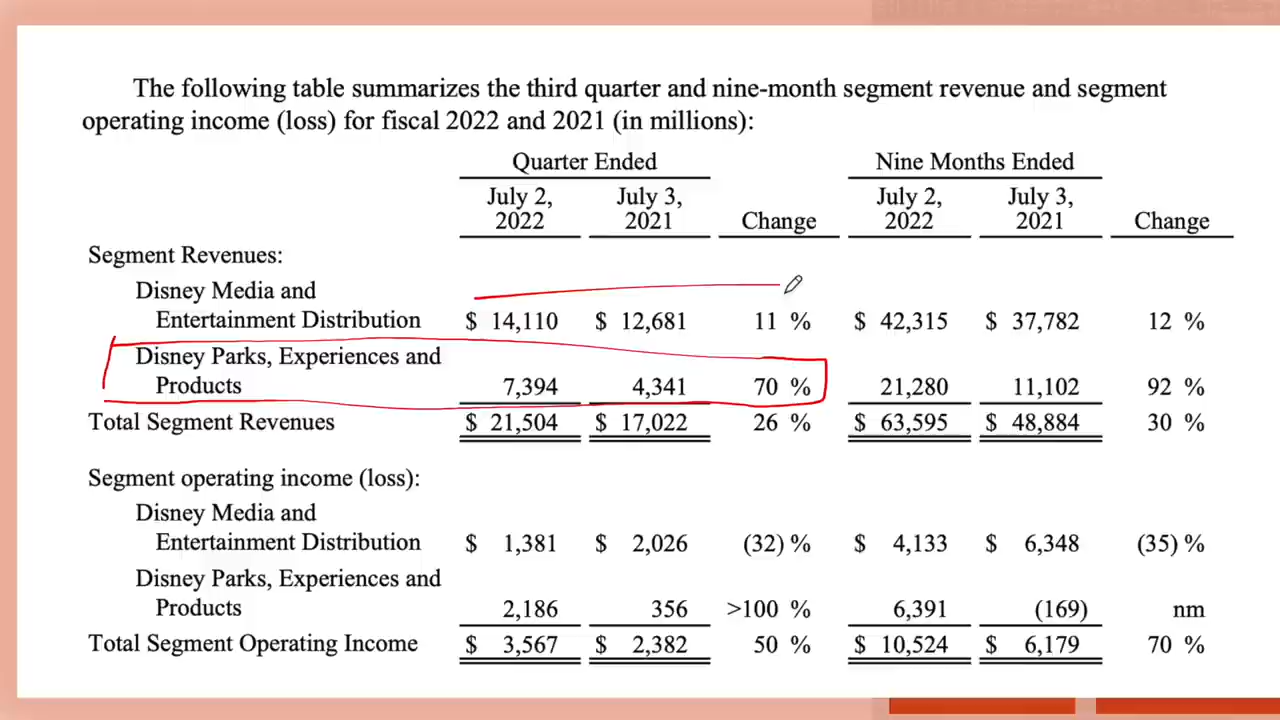 The following table summarizes the third quarter and nine-month segment revenue and segment
operating income (loss) for fiscal 2022 and 2021 (in millions):
Quarter Ended Nine Months Ended
July 2, July 3, July 2, July 3,
2022 2021 Change 2022 2021 Change
Segment Revenues:
Disney Media and
Entertainment Distribution $ 14,110 $ 12,681 11 % $ 42,315 $ 37,782 12 %
Disney Parks, Experiences and
Products 7,394 4,341 70 % 21,280 11,102 92 %
Total Segment Revenues $ 21,504 $ 17,022 26 % $ 63,595 $ 48,884 30 %
Segment operating income (loss):
Disney Media and
Entertainment Distribution $ 1,381 $ 2,026 (32) % $ 4,133 $ 6,348 (35) %
Disney Parks, Experiences and
Products 2,186 356 >100 % 6,391 (169) nm
Total Segment Operating Income $ 3,567 $ 2,382 50 % $ 10,524 $ 6,179 70 %